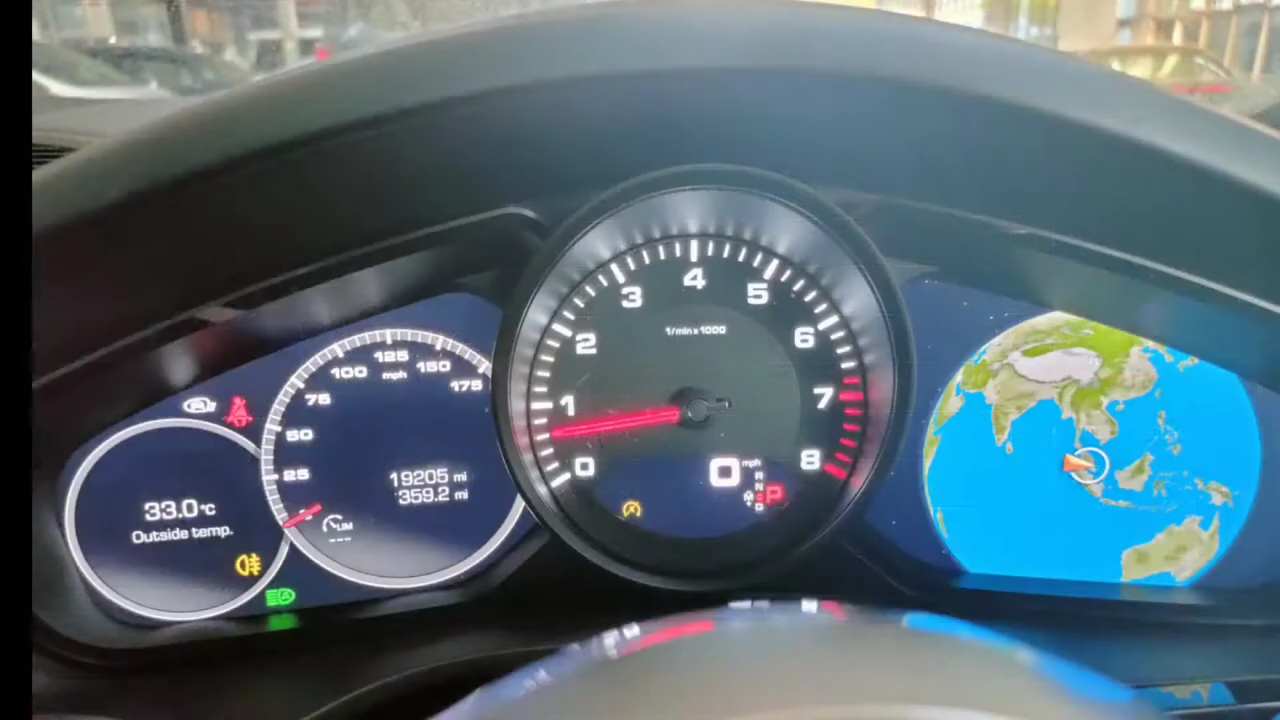 33.0 °C
Outside temp.
25
50
75
100
125
150
175
mph
19205 mi
359.2 mi
LIM
---
0
1
2
3
4
5
6
7
8
1/min x 1000
0 mph
R
N
D
P
A
A